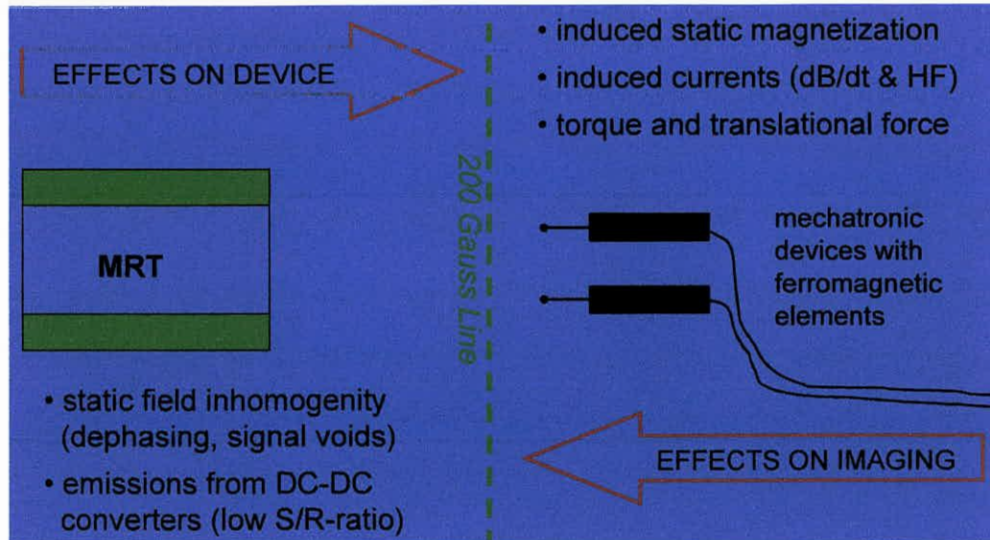 EFFECTS ON DEVICE
• induced static magnetization
• induced currents (dB/dt & HF)
• torque and translational force
200 Gauss Line
MRT
mechatronic
devices with
ferromagnetic
elements
• static field inhomogenity
(dephasing, signal voids)
• emissions from DC-DC
converters (low S/R-ratio)
EFFECTS ON IMAGING